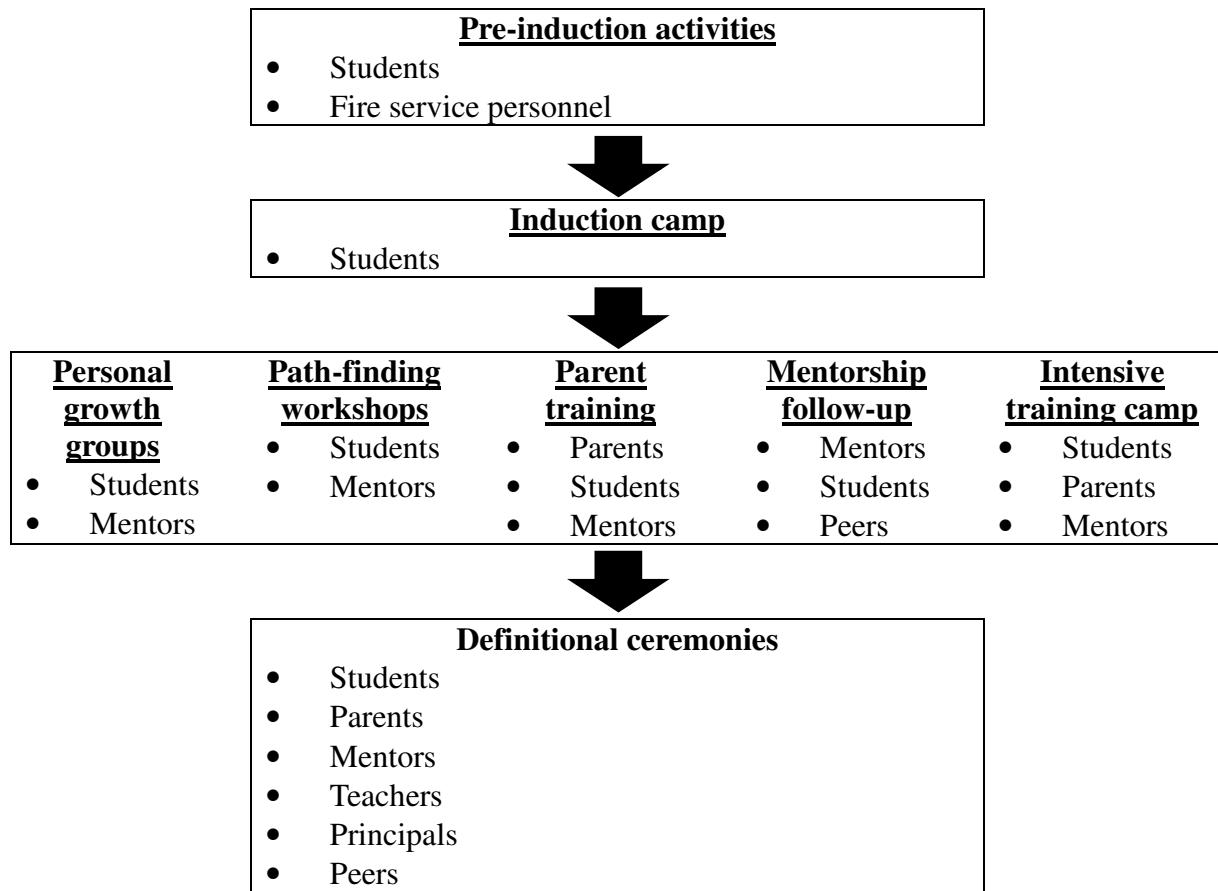 Pre-induction activities
• Students
• Fire service personnel
Induction camp
• Students
Personal
growth
groups
• Students
• Mentors
Path-finding
workshops
• Students
• Mentors
Parent
training
• Parents
• Students
• Mentors
Mentorship
follow-up
• Mentors
• Students
• Peers
Intensive
training camp
• Students
• Parents
• Mentors
Definitional ceremonies
• Students
• Parents
• Mentors
• Teachers
• Principals
• Peers